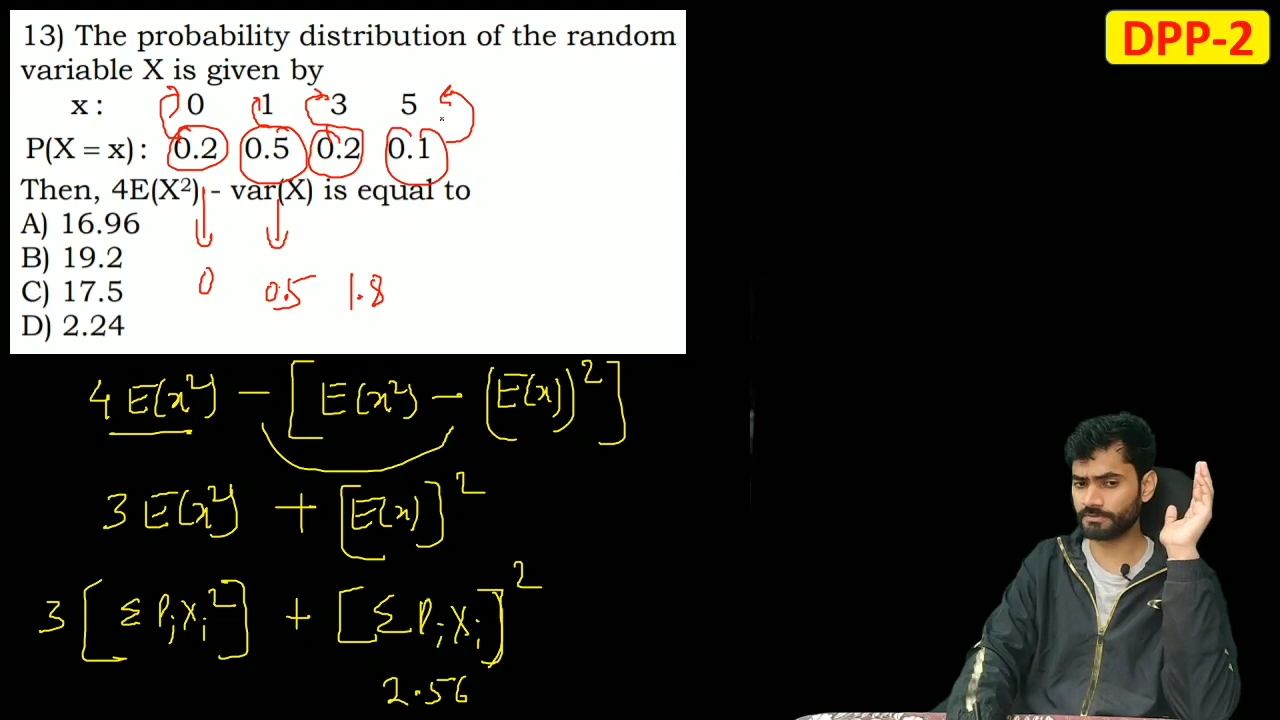 DPP-2
13) The probability distribution of the random
variable X is given by
x : 0 1 3 5
P(X = x) : 0.2 0.5 0.2 0.1
Then, 4E(X²) - var(X) is equal to
A) 16.96
B) 19.2
C) 17.5
D) 2.24
0 0.5 1.8
4 E(x²) - [E(x²) - (E(x))²]
3 E(x²) + [E(x)]²
3 [Σ Pᵢxᵢ²] + [Σ Pᵢxᵢ]²
2.56